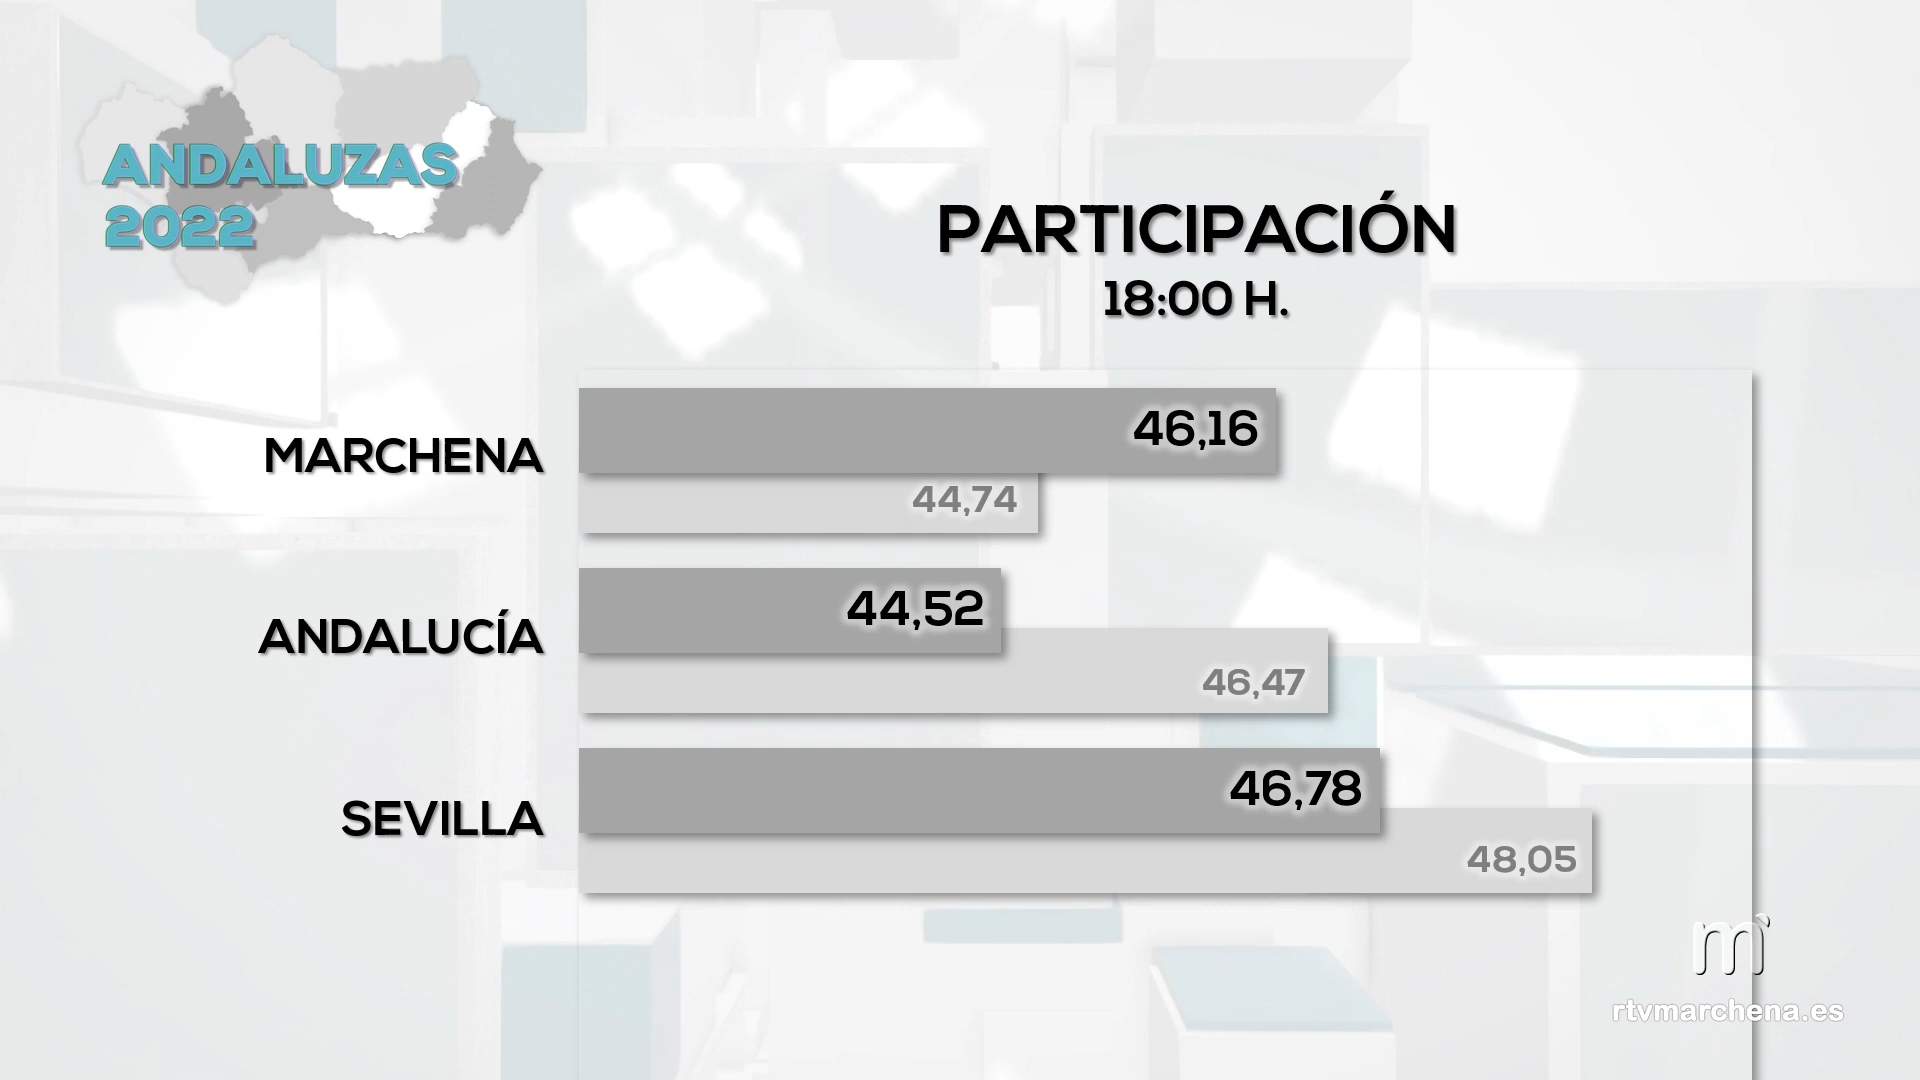 ANDALUZAS
2022
PARTICIPACIÓN
18:00 H.
MARCHENA
46,16
44,74
ANDALUCÍA
44,52
46,47
SEVILLA
46,78
48,05
m
rtvmarchena.es